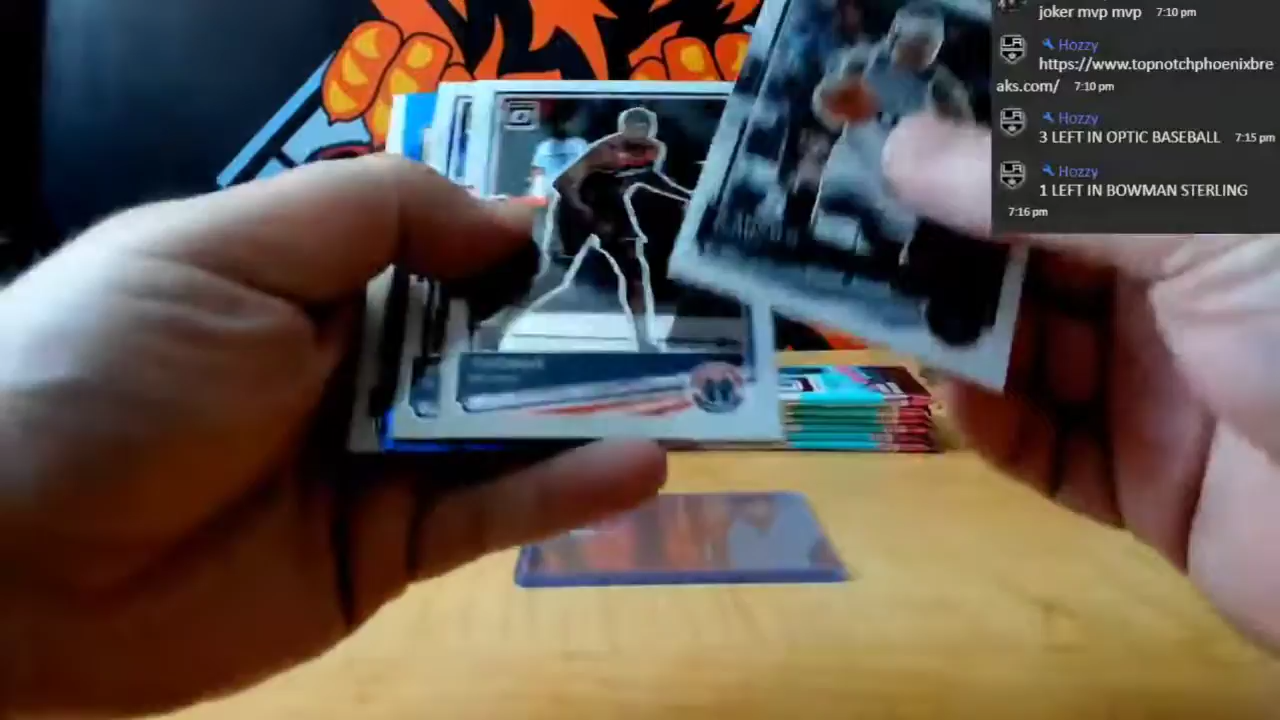 joker mvp mvp 7:10 pm
Hozzy
https://www.topnotchphoenixbre
aks.com/ 7:10 pm
Hozzy
3 LEFT IN OPTIC BASEBALL 7:15 pm
Hozzy
1 LEFT IN BOWMAN STERLING
7:16 pm